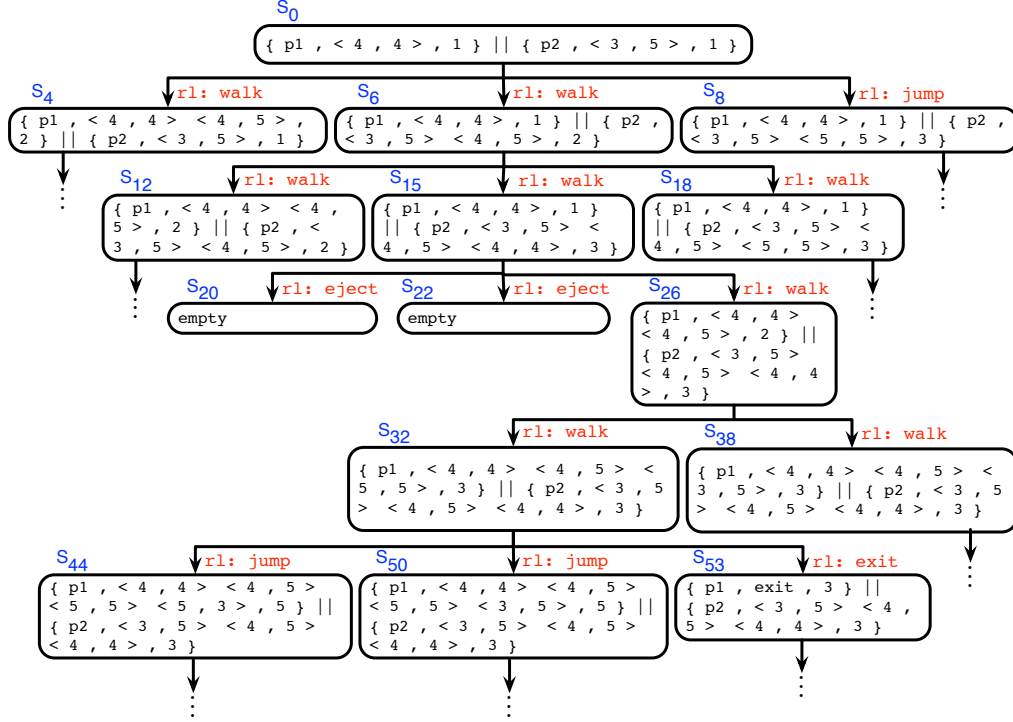 S0
{ p1 , < 4 , 4 > , 1 } || { p2 , < 3 , 5 > , 1 }
S4
rl: walk
S6
rl: walk
S8
rl: jump
{ p1 , < 4 , 4 > < 4 , 5 > ,
2 } || { p2 , < 3 , 5 > , 1 }
{ p1 , < 4 , 4 > , 1 } || { p2 ,
< 3 , 5 > < 4 , 5 > , 2 }
{ p1 , < 4 , 4 > , 1 } || { p2 ,
< 3 , 5 > < 5 , 5 > , 3 }
S12
rl: walk
S15
rl: walk
S18
rl: walk
{ p1 , < 4 , 4 > < 4 ,
5 > , 2 } || { p2 , <
3 , 5 > < 4 , 5 > , 2 }
{ p1 , < 4 , 4 > , 1 }
|| { p2 , < 3 , 5 > <
4 , 5 > < 4 , 4 > , 3 }
{ p1 , < 4 , 4 > , 1 }
|| { p2 , < 3 , 5 > <
4 , 5 > < 5 , 5 > , 3 }
S20
rl: eject
S22
rl: eject
S26
rl: walk
empty
empty
{ p1 , < 4 , 4 >
< 4 , 5 > , 2 } ||
{ p2 , < 3 , 5 >
< 4 , 5 > < 4 , 4
> , 3 }
S32
rl: walk
S38
rl: walk
{ p1 , < 4 , 4 > < 4 , 5 > <
5 , 5 > , 3 } || { p2 , < 3 , 5
> < 4 , 5 > < 4 , 4 > , 3 }
{ p1 , < 4 , 4 > < 4 , 5 > <
3 , 5 > , 3 } || { p2 , < 3 , 5
> < 4 , 5 > < 4 , 4 > , 3 }
S44
rl: jump
S50
rl: jump
S53
rl: exit
{ p1 , < 4 , 4 > < 4 , 5 >
< 5 , 5 > < 5 , 3 > , 5 } ||
{ p2 , < 3 , 5 > < 4 , 5 >
< 4 , 4 > , 3 }
{ p1 , < 4 , 4 > < 4 , 5 >
< 5 , 5 > < 3 , 5 > , 5 } ||
{ p2 , < 3 , 5 > < 4 , 5 >
< 4 , 4 > , 3 }
{ p1 , exit , 3 } ||
{ p2 , < 3 , 5 > < 4 ,
5 > < 4 , 4 > , 3 }